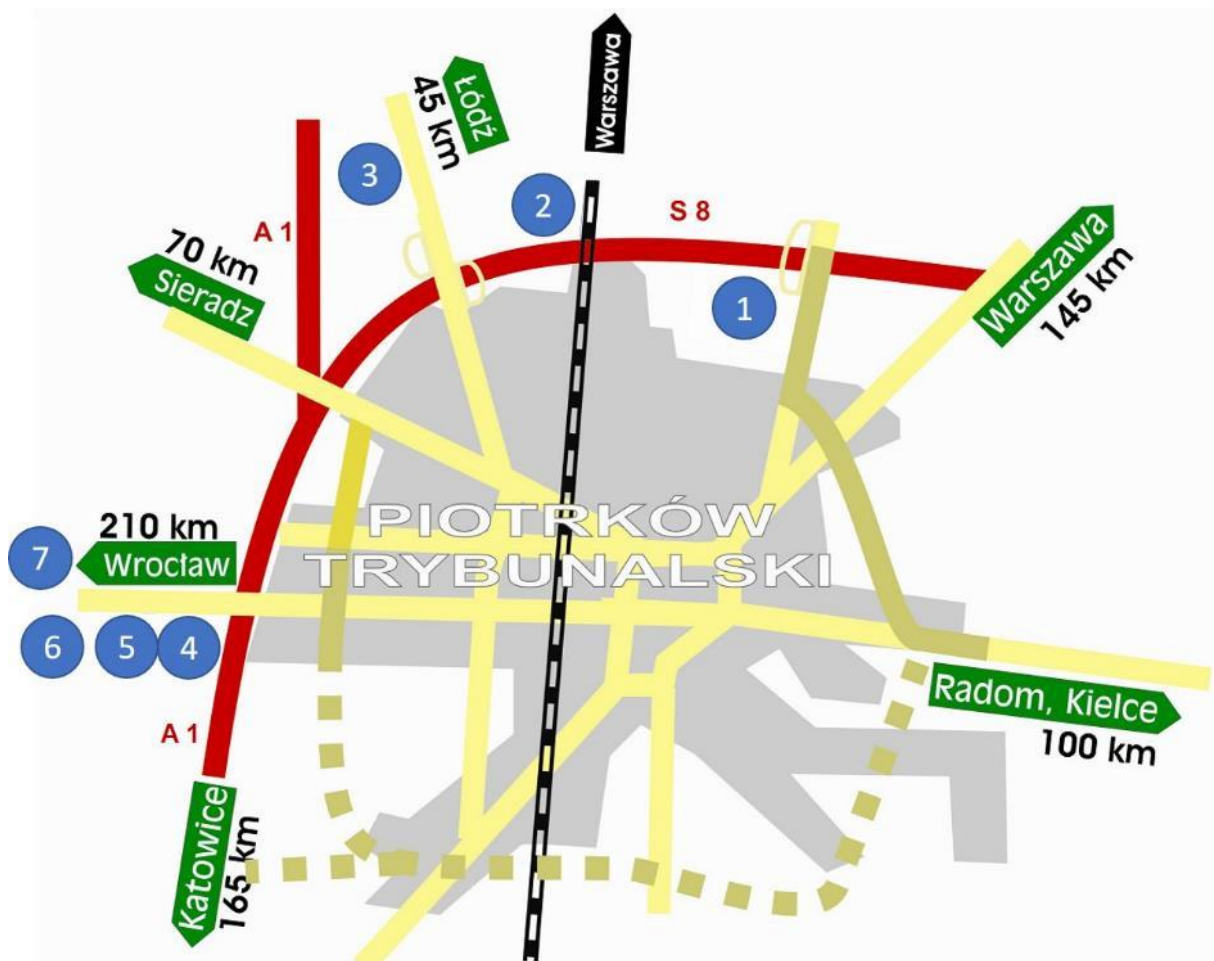 Warszawa
Łódź
45 km
3
2
S 8
A 1
70 km
Sieradz
1
Warszawa
145 km
PIOTRKÓW
TRYBUNALSKI
210 km
7
Wrocław
6
5
4
A 1
Radom, Kielce
100 km
Katowice
165 km